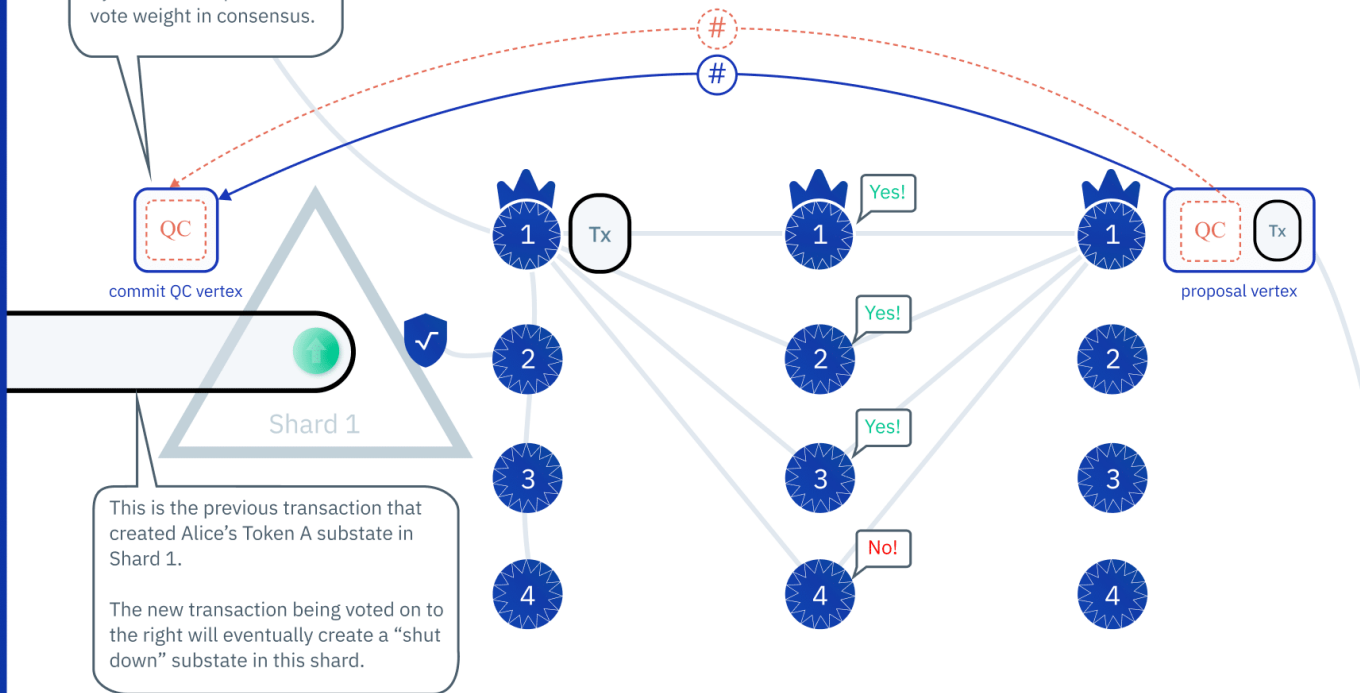 vote weight in consensus.
#
#
QC
commit QC vertex
1
Tx
1
Yes!
1
QC
Tx
proposal vertex
√
2
2
Yes!
2
Shard 1
3
3
Yes!
3
4
4
No!
4
This is the previous transaction that
created Alice’s Token A substate in
Shard 1.
The new transaction being voted on to
the right will eventually create a “shut
down” substate in this shard.